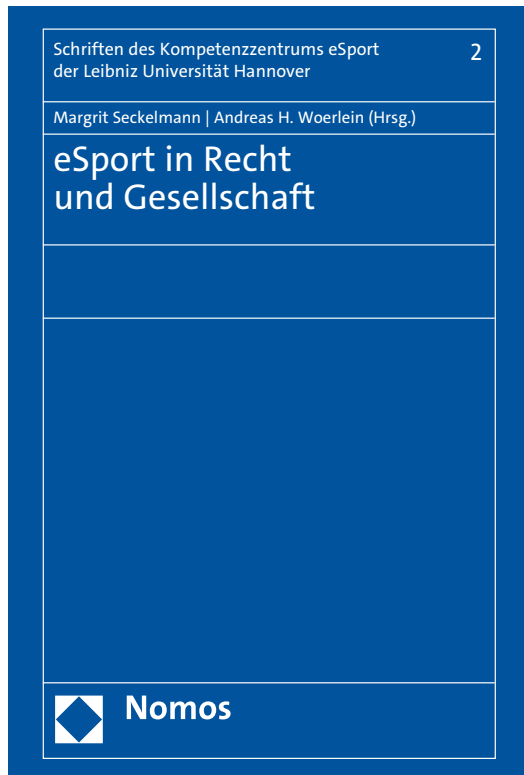 Schriften des Kompetenzzentrums eSport
der Leibniz Universität Hannover
2
Margrit Seckelmann | Andreas H. Woerlein (Hrsg.)
eSport in Recht
und Gesellschaft
Nomos